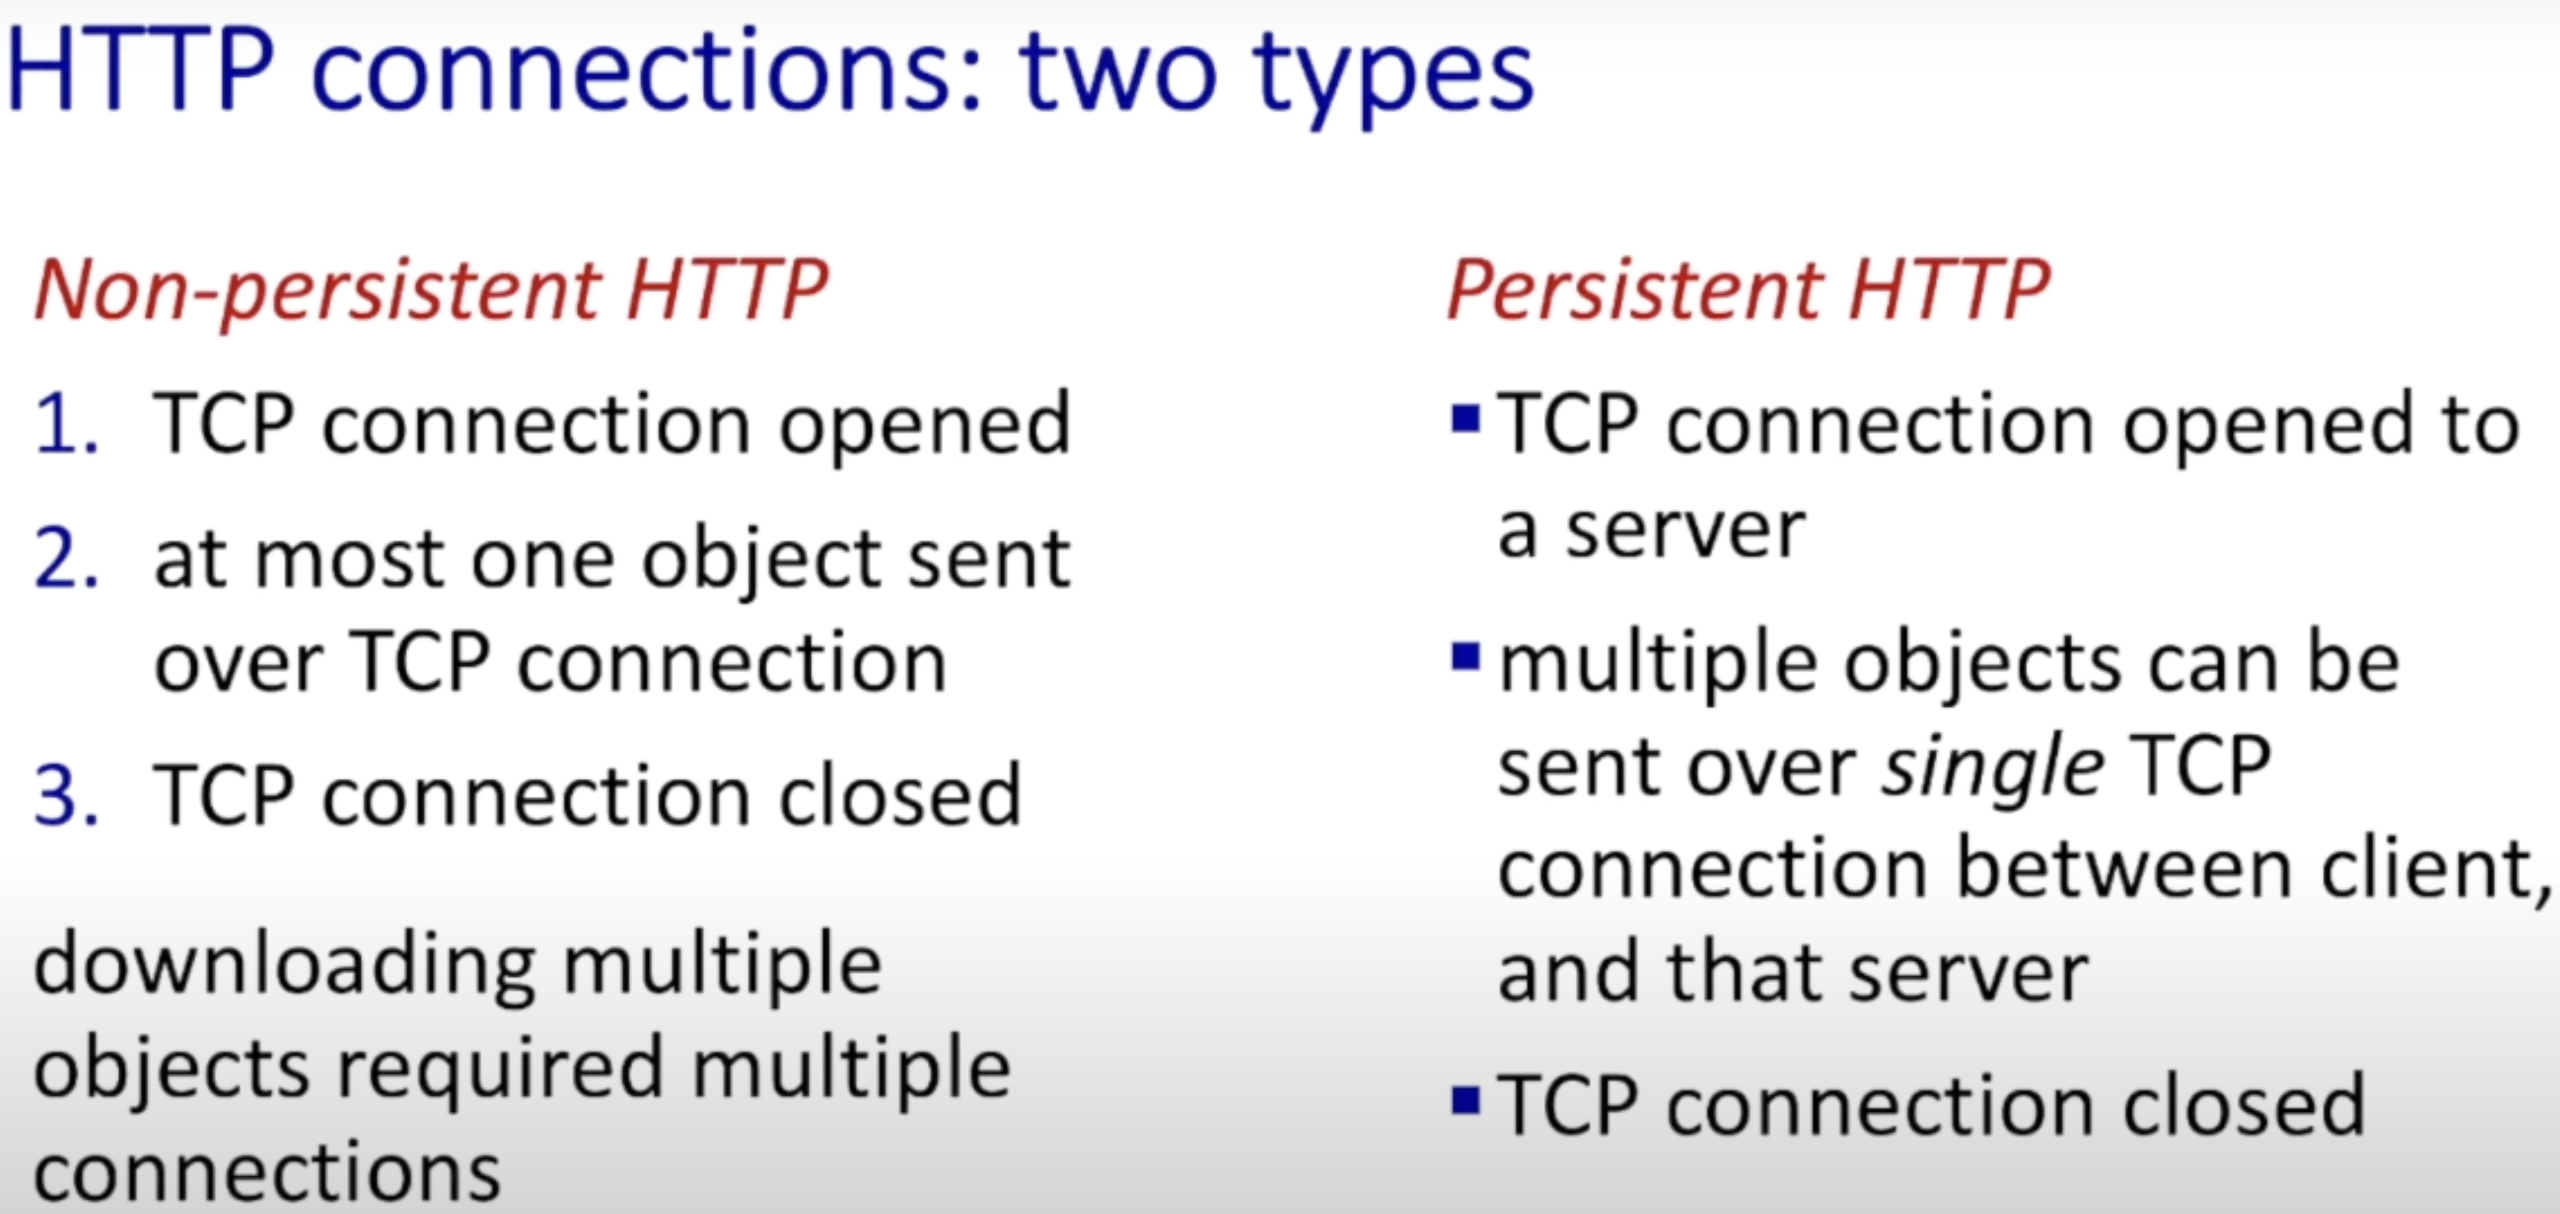 HTTP connections: two types
Non-persistent HTTP
1. TCP connection opened
2. at most one object sent
over TCP connection
3. TCP connection closed
downloading multiple
objects required multiple
connections
Persistent HTTP
▪ TCP connection opened to
a server
▪ multiple objects can be
sent over single TCP
connection between client,
and that server
▪ TCP connection closed